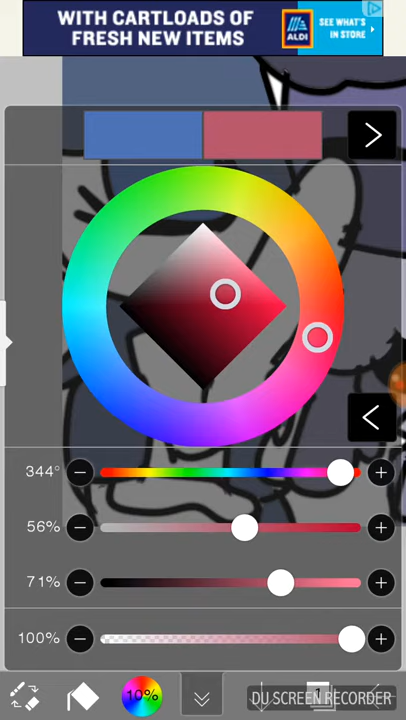 WITH CARTLOADS OF
FRESH NEW ITEMS
ALDI
SEE WHAT'S
IN STORE
344°
56%
71%
100%
10%
1
DU SCREEN RECORDER